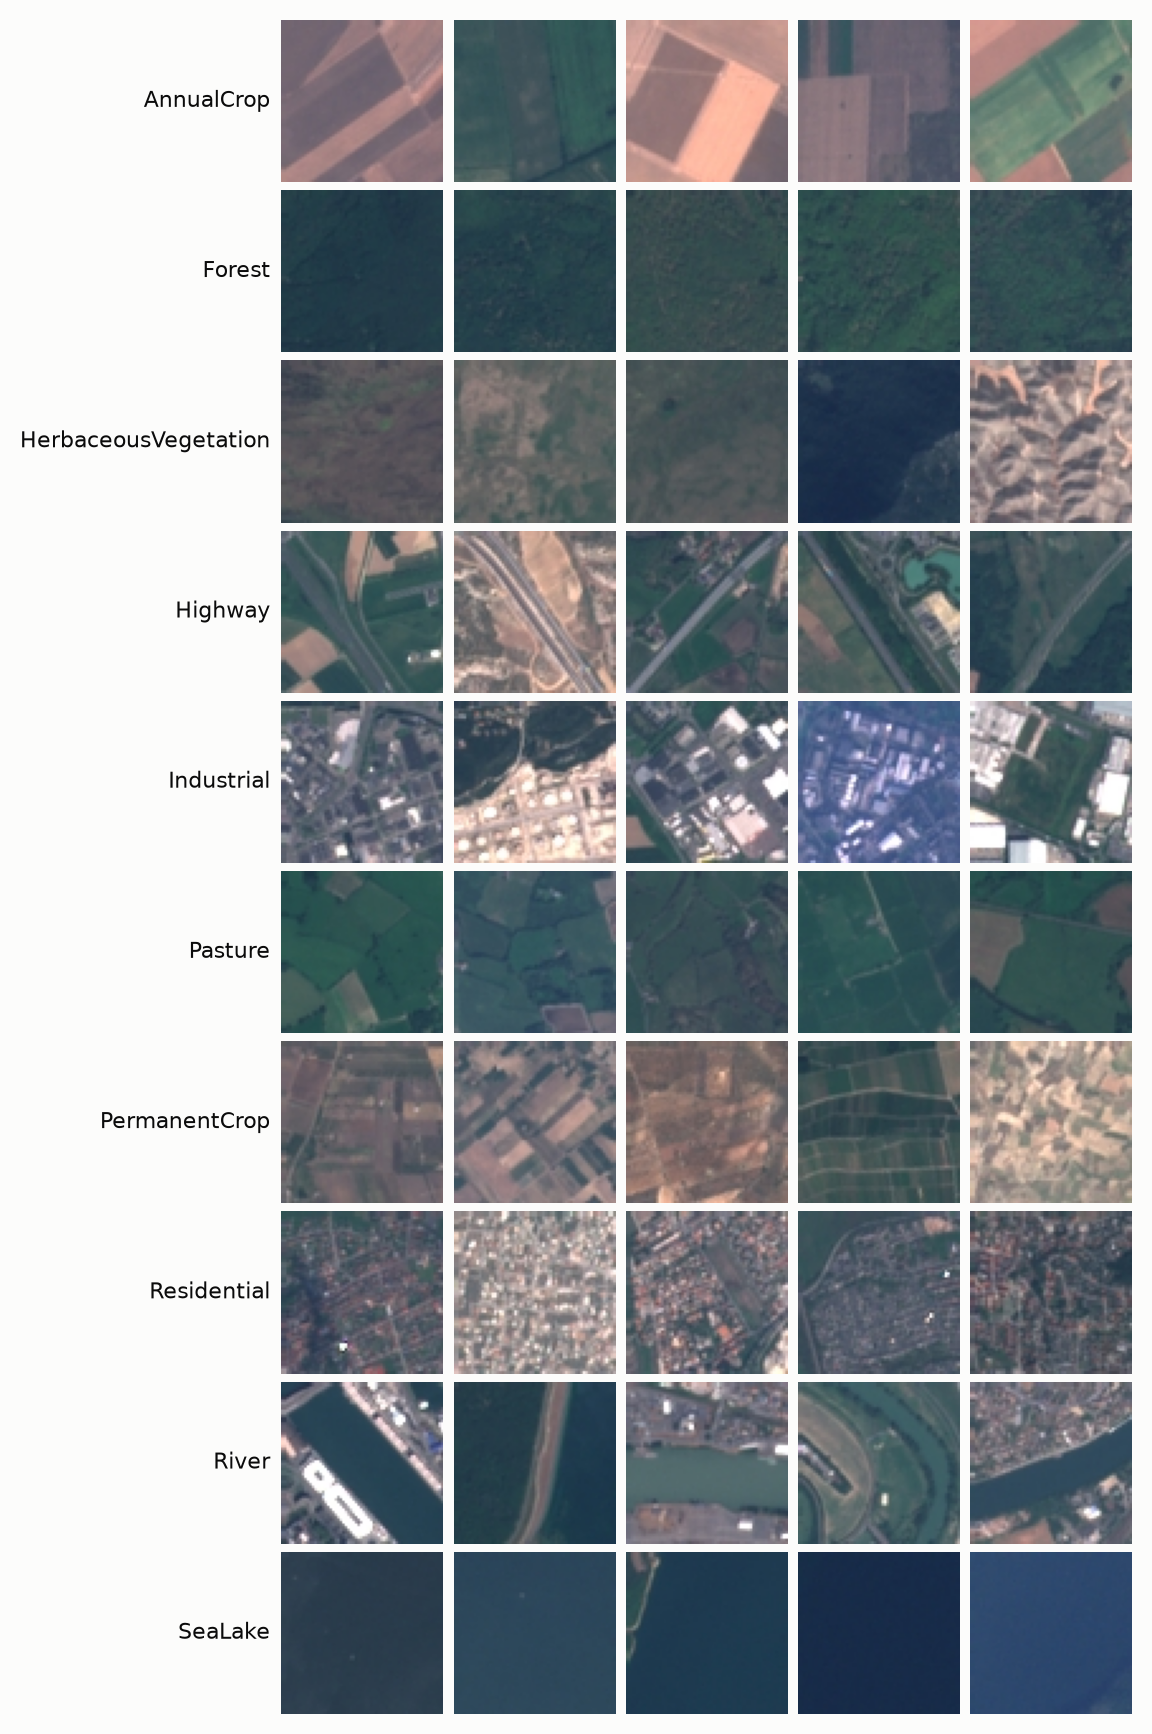 AnnualCrop
Forest
HerbaceousVegetation
Highway
Industrial
Pasture
PermanentCrop
Residential
River
SeaLake